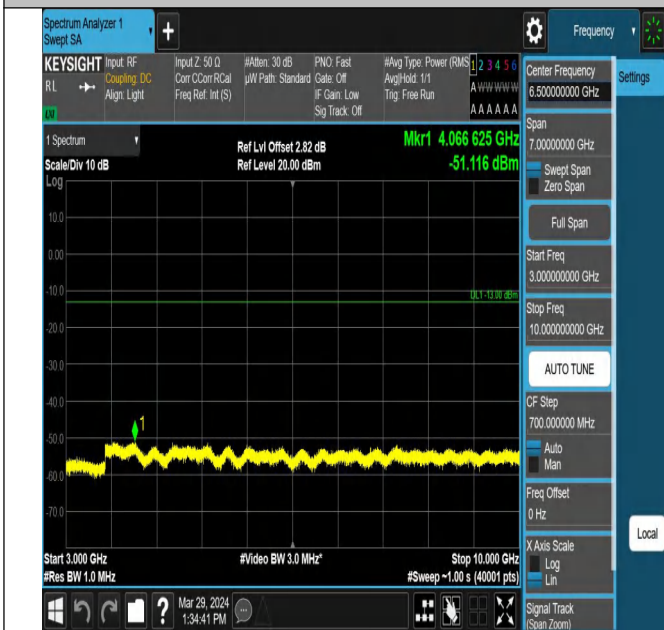 Spectrum Analyzer 1
Swept SA
+
Frequency
KEYSIGHT
RL
LXI
Input: RF
Coupling: DC
Align: Light
Input Z: 50 Ω
Corr CCorr RCal
Freq Ref: Int (S)
#Atten: 30 dB
µW Path: Standard
PNO: Fast
Gate: Off
IF Gain: Low
Sig Track: Off
#Avg Type: Power (RMS
Avg|Hold: 1/1
Trig: Free Run
1 2 3 4 5 6
A W W W W W
A A A A A A
1 Spectrum
Scale/Div 10 dB
Log
Ref Lvl Offset 2.82 dB
Ref Level 20.00 dBm
Mkr1 4.066 625 GHz
-51.116 dBm
10.0
0.00
-10.0
DL1 -13.00 dBm
-20.0
-30.0
-40.0
1
-50.0
-60.0
-70.0
Start 3.000 GHz
#Res BW 1.0 MHz
#Video BW 3.0 MHz*
Stop 10.000 GHz
#Sweep ~1.00 s (40001 pts)
?
Mar 29, 2024
1:34:41 PM
Center Frequency
6.500000000 GHz
Settings
Span
7.00000000 GHz
Swept Span
Zero Span
Full Span
Start Freq
3.000000000 GHz
Stop Freq
10.000000000 GHz
AUTO TUNE
CF Step
700.000000 MHz
Auto
Man
Freq Offset
0 Hz
Local
X Axis Scale
Log
Lin
Signal Track
(Span Zoom)